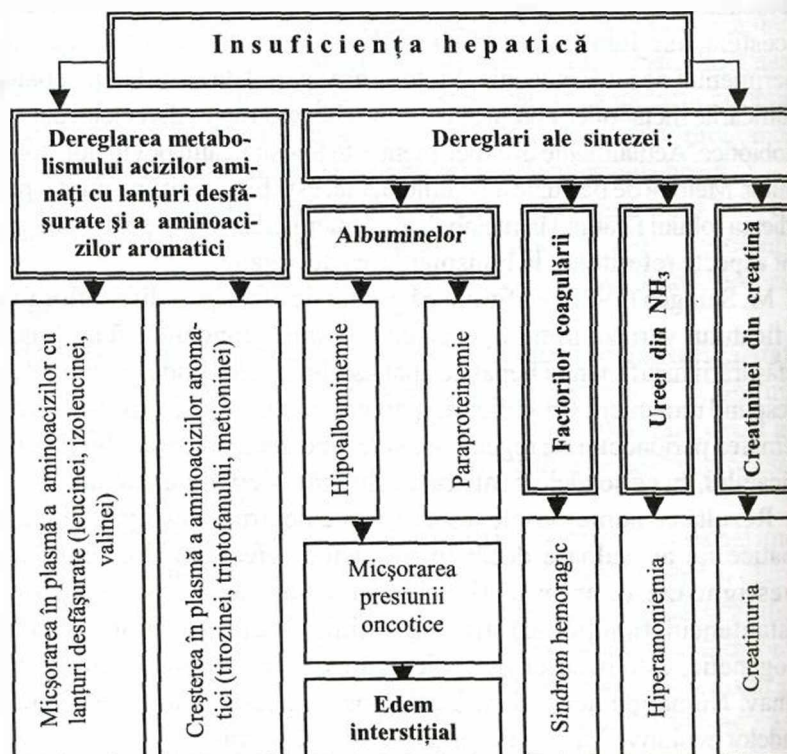 Insuficiența hepatică
Dereglarea metabo-
lismului acizilor ami-
nați cu lanțuri desfă-
șurate și a aminoaci-
zilor aromatici
Dereglari ale sintezei :
Albuminelor
Micșorarea în plasmă a aminoacizilor cu
lanțuri desfășurate (leucinei, izoleucinei,
valinei)
Creșterea în plasmă a aminoacizilor aromă-
tici (tirozinei, triptofanului, metioninei)
Hipoalbuminemie
Paraproteinemie
Factorilor coagulării
Ureei din NH3
Creatininei din creatină
Micșorarea
presiunii
oncotice
Edem
interstițial
Sindrom hemoragic
Hiperamiamia
Creatinuria